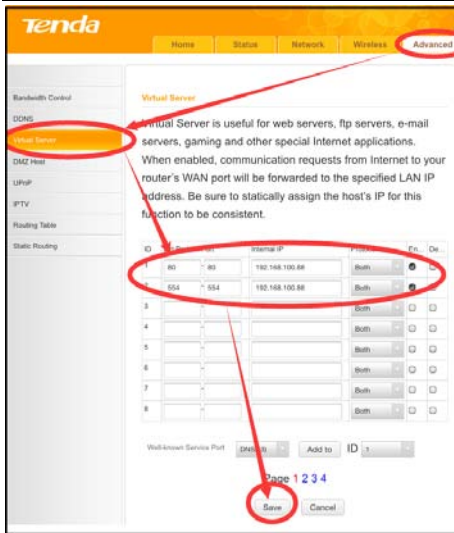 Tenda
Home Status Network Wireless Advanced
Bandwidth Control
DDNS
Virtual Server
DMZ Host
UPnP
IPTV
Routing Table
Static Routing
Virtual Server
Virtual Server is useful for web servers, ftp servers, e-mail
servers, gaming and other special Internet applications.
When enabled, communication requests from Internet to your
router's WAN port will be forwarded to the specified LAN IP
address. Be sure to statically assign the host's IP for this
function to be consistent.
ID Internal IP En... De...
1 80 - 80 192.168.100.88 Both
2 554 - 554 192.168.100.88 Both
3 - Both
4 - Both
5 - Both
6 - Both
7 - Both
8 - Both
Well-known Service Port Add to ID 1
Page 1 2 3 4
Save Cancel